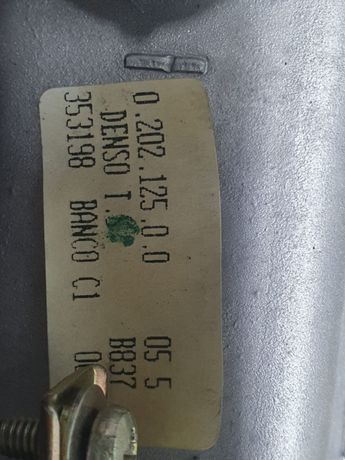 0.202.125.0.0 05 5
DENSO T. B837
353198 BANCO C1